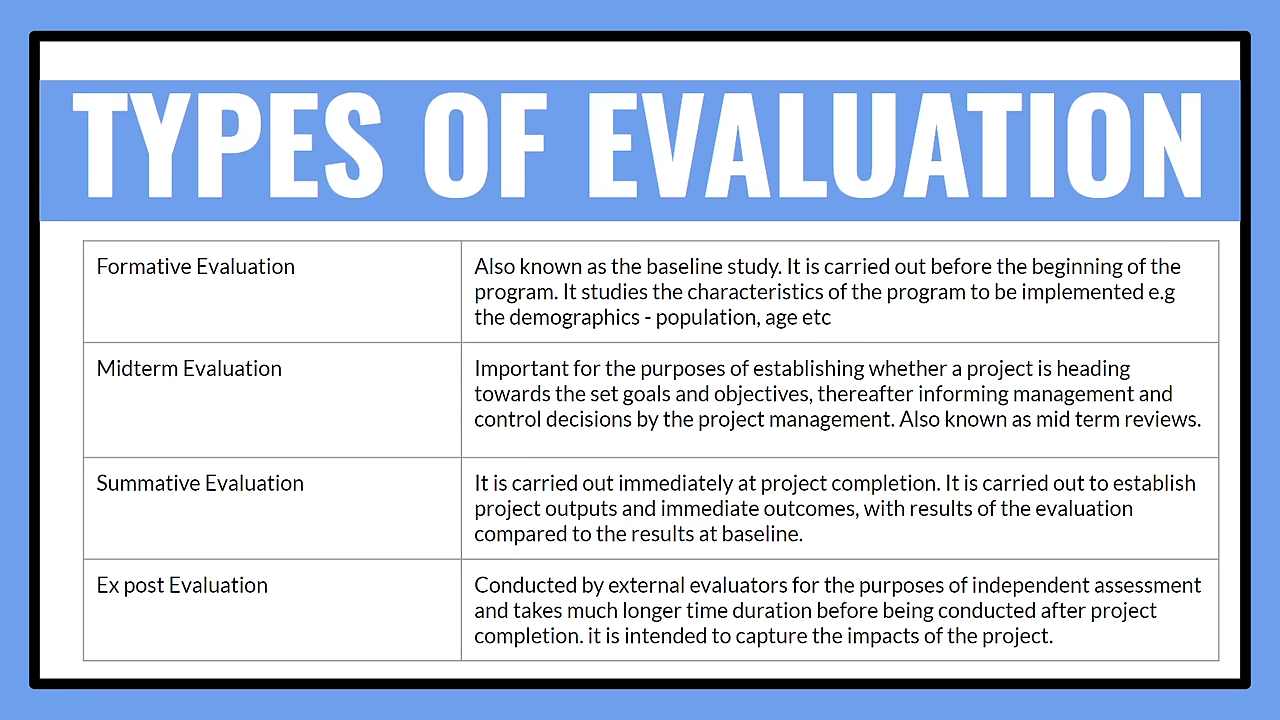 TYPES OF EVALUATION
Formative Evaluation
Also known as the baseline study. It is carried out before the beginning of the
program. It studies the characteristics of the program to be implemented e.g
the demographics - population, age etc
Midterm Evaluation
Important for the purposes of establishing whether a project is heading
towards the set goals and objectives, thereafter informing management and
control decisions by the project management. Also known as mid term reviews.
Summative Evaluation
It is carried out immediately at project completion. It is carried out to establish
project outputs and immediate outcomes, with results of the evaluation
compared to the results at baseline.
Ex post Evaluation
Conducted by external evaluators for the purposes of independent assessment
and takes much longer time duration before being conducted after project
completion. it is intended to capture the impacts of the project.